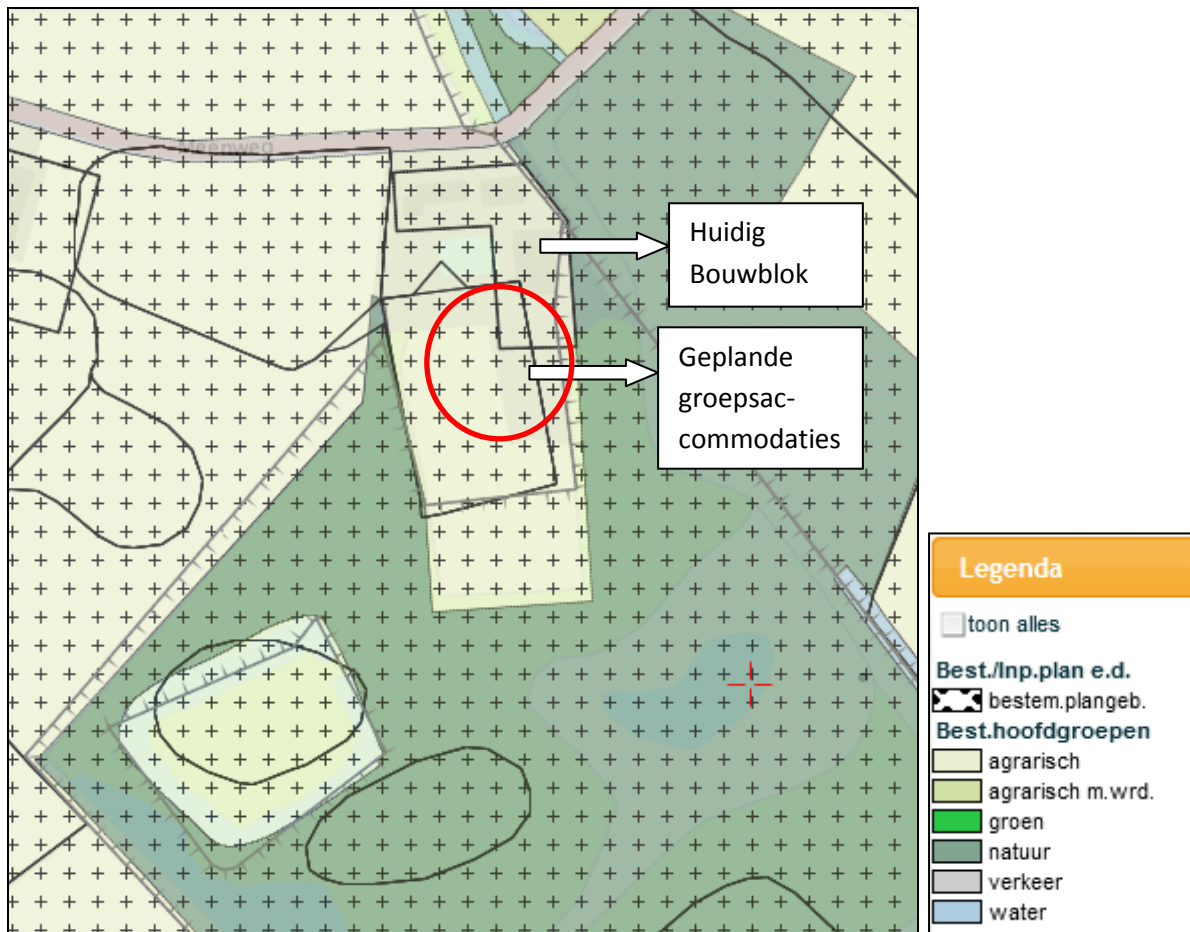 Meenweg
Huidig
Bouwblok
Geplande
groepsac-
commodaties
Legenda
toon alles
Best./Inp.plan e.d.
bestem.plangeb.
Best.hoofdgroepen
agrarisch
agrarisch m.wrd.
groen
natuur
verkeer
water